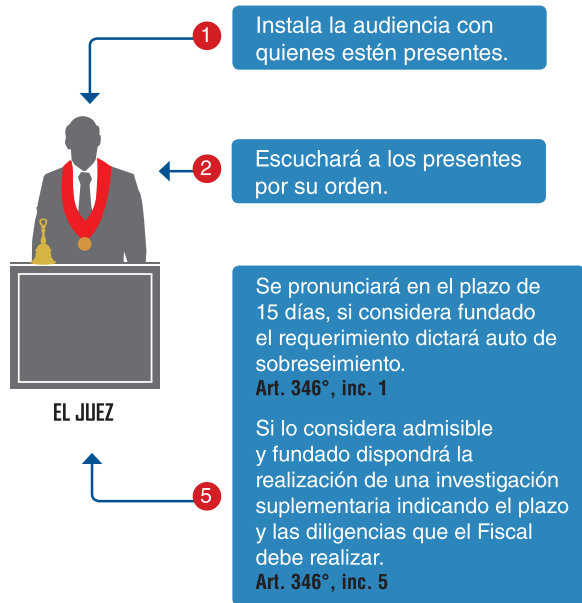 1
Instala la audiencia con
quienes estén presentes.
2
Escuchará a los presentes
por su orden.
EL JUEZ
5
Se pronunciará en el plazo de
15 días, si considera fundado
el requerimiento dictará auto de
sobreseimiento.
Art. 346°, inc. 1
Si lo considera admisible
y fundado dispondrá la
realización de una investigación
suplementaria indicando el plazo
y las diligencias que el Fiscal
debe realizar.
Art. 346°, inc. 5